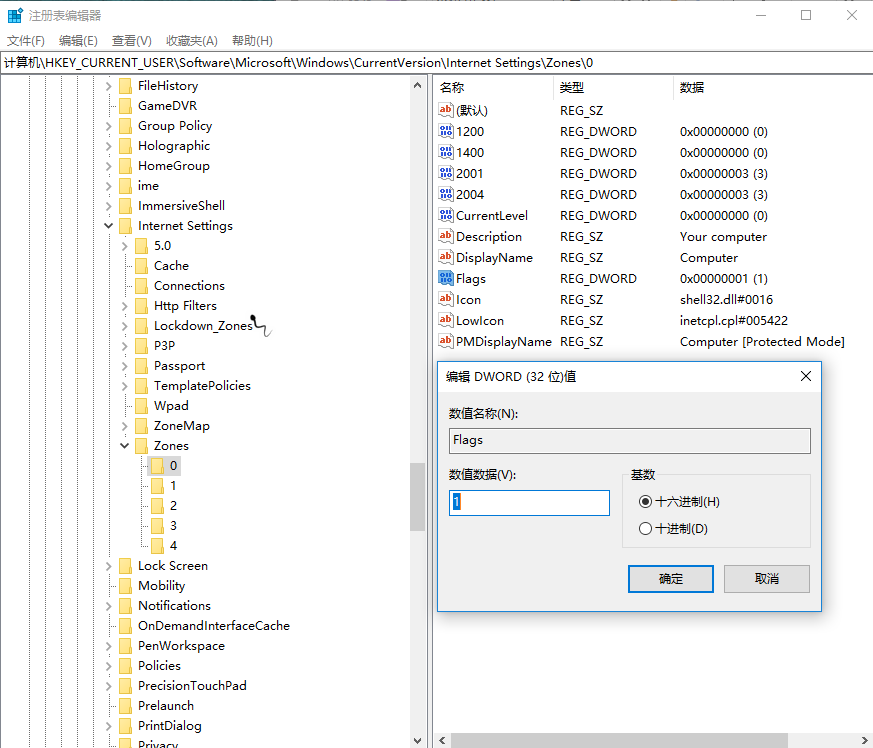 注册表编辑器
文件(F) 编辑(E) 查看(V) 收藏夹(A) 帮助(H)
计算机\HKEY_CURRENT_USER\Software\Microsoft\Windows\CurrentVersion\Internet Settings\Zones\0
FileHistory
GameDVR
Group Policy
Holographic
HomeGroup
ime
ImmersiveShell
Internet Settings
5.0
Cache
Connections
Http Filters
Lockdown_Zones
P3P
Passport
TemplatePolicies
Wpad
ZoneMap
Zones
0
1
2
3
4
Lock Screen
Mobility
Notifications
OnDemandInterfaceCache
PenWorkspace
Policies
PrecisionTouchPad
Prelaunch
PrintDialog
Privacy
名称 类型 数据
(默认) REG_SZ
1200 REG_DWORD 0x00000000 (0)
1400 REG_DWORD 0x00000000 (0)
2001 REG_DWORD 0x00000003 (3)
2004 REG_DWORD 0x00000003 (3)
CurrentLevel REG_DWORD 0x00000000 (0)
Description REG_SZ Your computer
DisplayName REG_SZ Computer
Flags REG_DWORD 0x00000001 (1)
Icon REG_SZ shell32.dll#0016
LowIcon REG_SZ inetcpl.cpl#005422
PMDisplayName REG_SZ Computer [Protected Mode]
编辑 DWORD (32 位)值
数值名称(N):
Flags
数值数据(V):
1
基数
十六进制(H)
十进制(D)
确定 取消